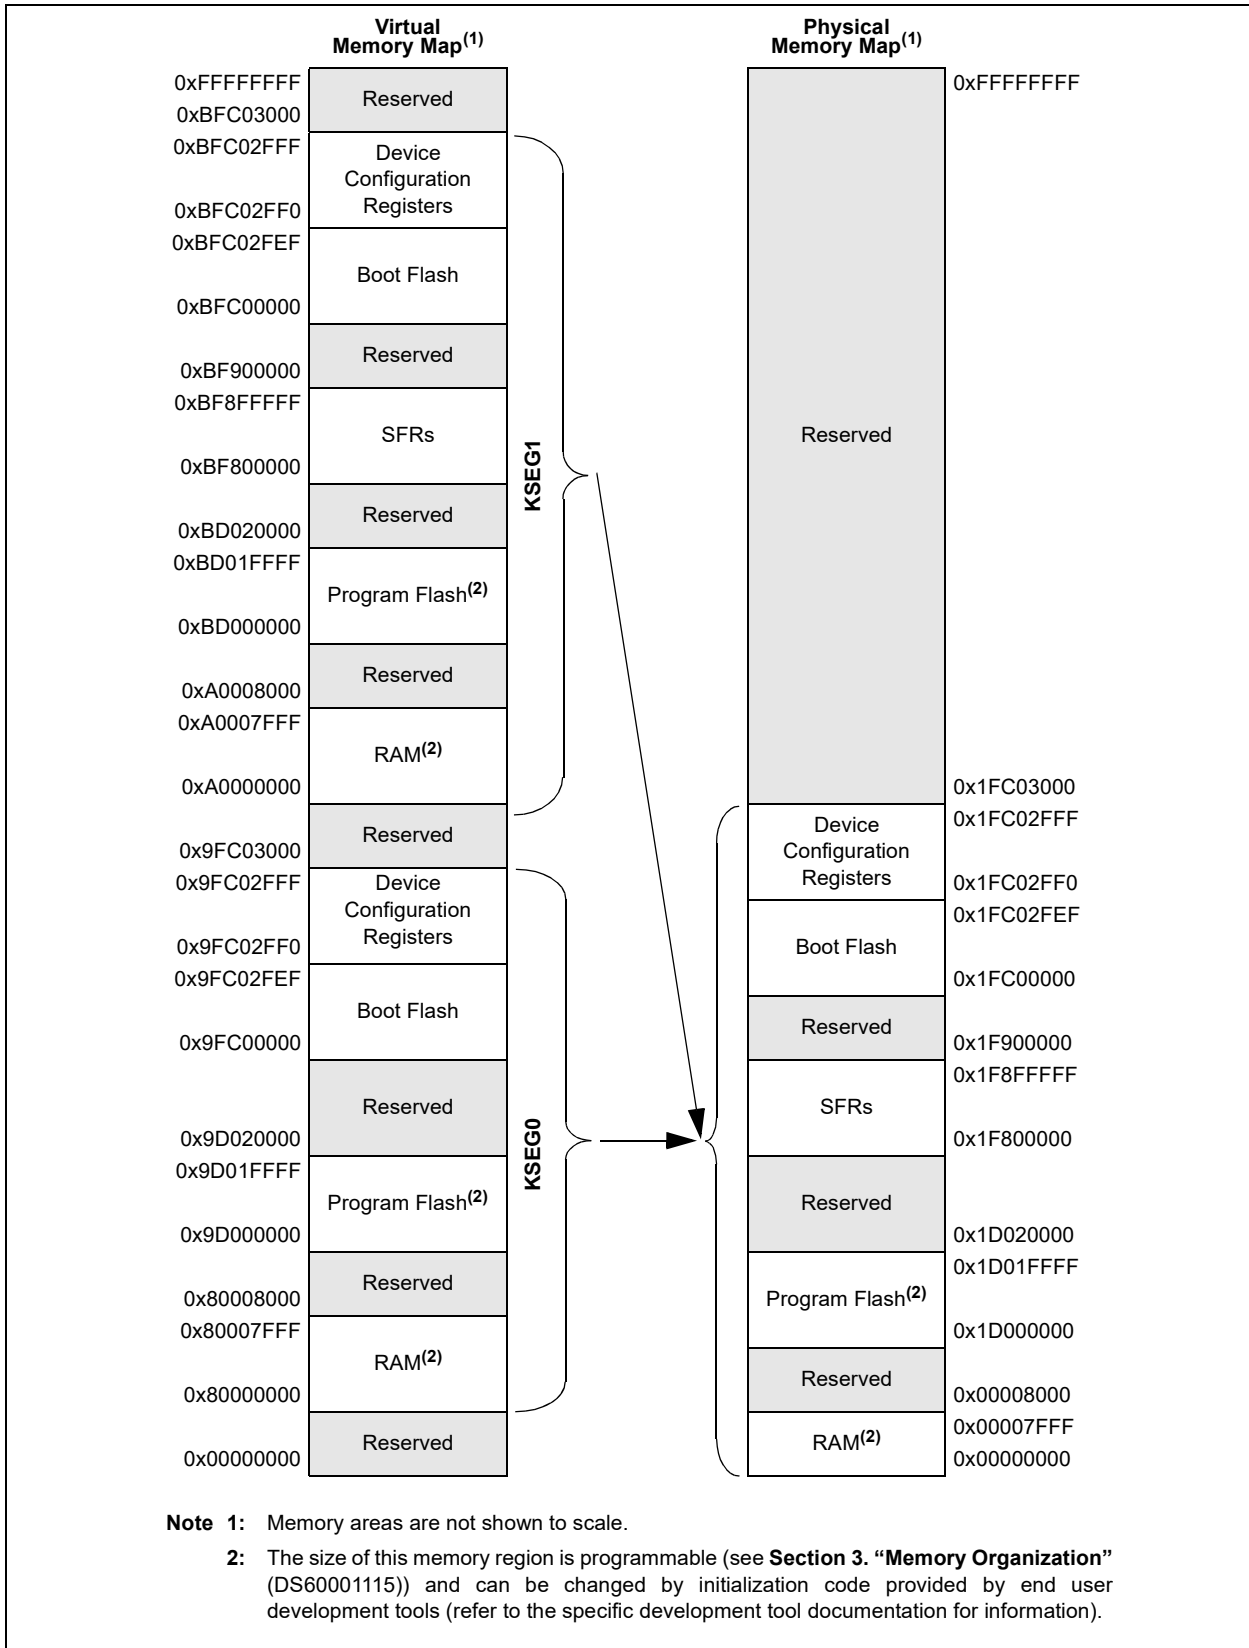 Virtual
Memory Map(1)
0xFFFFFFFF
Reserved
0xBFC03000
0xBFC02FFF
Device
Configuration
Registers
0xBFC02FF0
0xBFC02FEF
Boot Flash
0xBFC00000
Reserved
0xBF900000
0xBF8FFFFF
SFRs
0xBF800000
Reserved
0xBD020000
0xBD01FFFF
Program Flash(2)
0xBD000000
Reserved
0xA0008000
0xA0007FFF
RAM(2)
0xA0000000
Reserved
0x9FC03000
0x9FC02FFF
Device
Configuration
Registers
0x9FC02FF0
0x9FC02FEF
Boot Flash
0x9FC00000
Reserved
0x9D020000
0x9D01FFFF
Program Flash(2)
0x9D000000
Reserved
0x80008000
0x80007FFF
RAM(2)
0x80000000
Reserved
0x00000000
KSEG1
KSEG0
Physical
Memory Map(1)
0xFFFFFFFF
Reserved
0x1FC03000
0x1FC02FFF
Device
Configuration
Registers
0x1FC02FF0
0x1FC02FEF
Boot Flash
0x1FC00000
Reserved
0x1F900000
0x1F8FFFFF
SFRs
0x1F800000
Reserved
0x1D020000
0x1D01FFFF
Program Flash(2)
0x1D000000
Reserved
0x00008000
0x00007FFF
RAM(2)
0x00000000
Note 1: Memory areas are not shown to scale.
2: The size of this memory region is programmable (see Section 3. “Memory Organization”
(DS60001115)) and can be changed by initialization code provided by end user
development tools (refer to the specific development tool documentation for information).